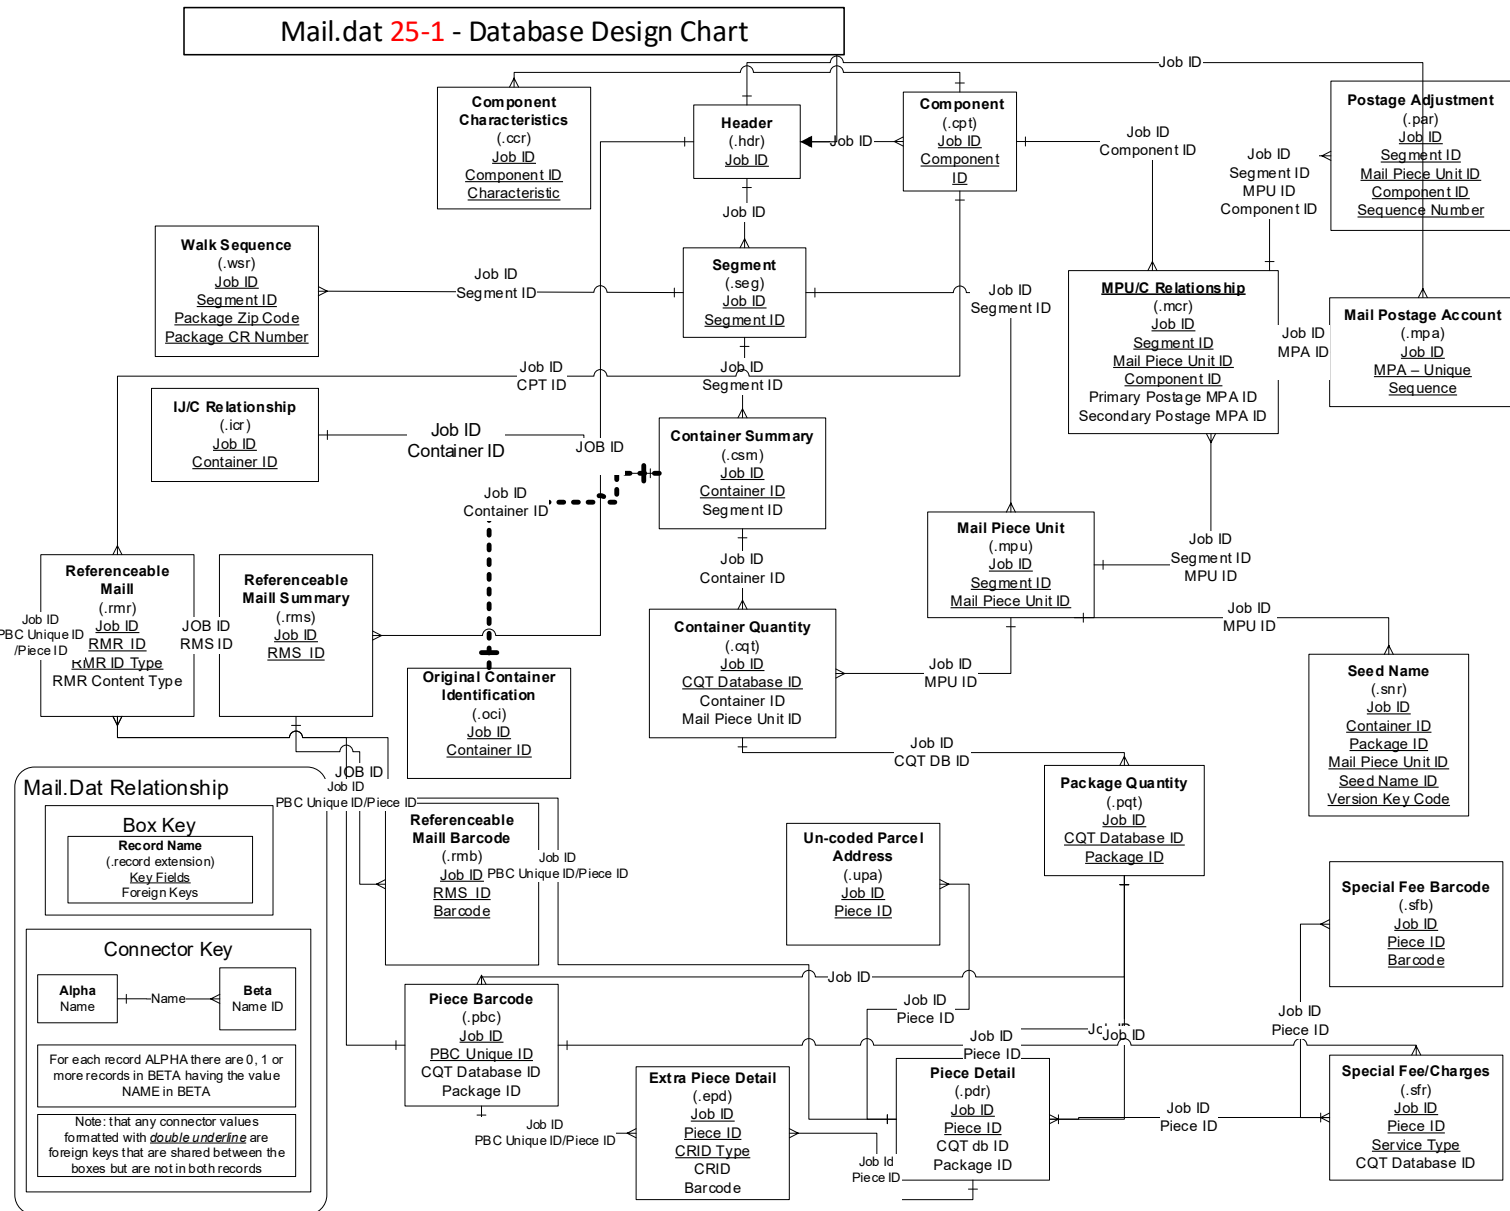 Mail.dat 25-1 - Database Design Chart
Component
Characteristics
(.ccr)
Job ID
Component ID
Characteristic
Header
(.hdr)
Job ID
Job ID
Component
(.cpt)
Job ID
Component
ID
Job ID
Job ID
Component ID
Postage Adjustment
(.par)
Job ID
Segment ID
Mail Piece Unit ID
Component ID
Sequence Number
Job ID
Segment ID
MPU ID
Component ID
Job ID
Walk Sequence
(.wsr)
Job ID
Segment ID
Package Zip Code
Package CR Number
Job ID
Segment ID
Segment
(.seg)
Job ID
Segment ID
Job ID
Segment ID
MPU/C Relationship
(.mcr)
Job ID
Segment ID
Mail Piece Unit ID
Component ID
Primary Postage MPA ID
Secondary Postage MPA ID
Job ID
MPA ID
Mail Postage Account
(.mpa)
Job ID
MPA – Unique
Sequence
Job ID
CPT ID
Job ID
Segment ID
IJ/C Relationship
(.icr)
Job ID
Container ID
Job ID
Container ID
JOB ID
Container Summary
(.csm)
Job ID
Container ID
Segment ID
Job ID
Container ID
Mail Piece Unit
(.mpu)
Job ID
Segment ID
Mail Piece Unit ID
Job ID
Segment ID
MPU ID
Job ID
Container ID
Referenceable
Maill
(.rmr)
Job ID
RMR ID
RMR ID Type
RMR Content Type
Job ID
PBC Unique ID
/Piece ID
JOB ID
RMS ID
Referenceable
Maill Summary
(.rms)
Job ID
RMS ID
Job ID
MPU ID
Container Quantity
(.cqt)
Job ID
CQT Database ID
Container ID
Mail Piece Unit ID
Job ID
MPU ID
Original Container
Identification
(.oci)
Job ID
Container ID
Seed Name
(.snr)
Job ID
Container ID
Package ID
Mail Piece Unit ID
Seed Name ID
Version Key Code
Job ID
CQT DB ID
Package Quantity
(.pqt)
Job ID
CQT Database ID
Package ID
JOB ID
Job ID
PBC Unique ID/Piece ID
Mail.Dat Relationship
Box Key
Record Name
(.record extension)
Key Fields
Foreign Keys
Connector Key
Alpha
Name
Name
Beta
Name ID
For each record ALPHA there are 0, 1 or
more records in BETA having the value
NAME in BETA
Note: that any connector values
formatted with double underline are
foreign keys that are shared between the
boxes but are not in both records
Referenceable
Maill Barcode
(.rmb)
Job ID
RMS ID
Barcode
Job ID
PBC Unique ID/Piece ID
Un-coded Parcel
Address
(.upa)
Job ID
Piece ID
Special Fee Barcode
(.sfb)
Job ID
Piece ID
Barcode
Job ID
Piece Barcode
(.pbc)
Job ID
PBC Unique ID
CQT Database ID
Package ID
Job ID
Piece ID
Job ID
Piece ID
Job ID
Job ID
Job ID
Piece ID
Extra Piece Detail
(.epd)
Job ID
Piece ID
CRID Type
CRID
Barcode
Job ID
PBC Unique ID/Piece ID
Piece Detail
(.pdr)
Job ID
Piece ID
CQT db ID
Package ID
Job ID
Piece ID
Special Fee/Charges
(.sfr)
Job ID
Piece ID
Service Type
CQT Database ID
Job Id
Piece ID